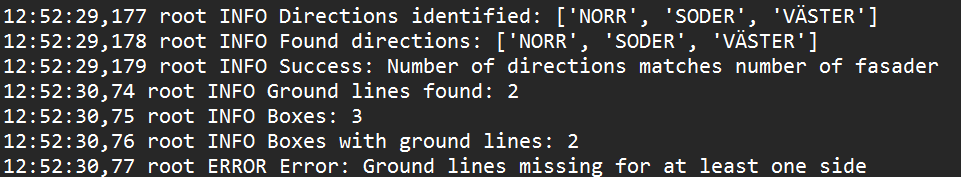 12:52:29,177 root INFO Directions identified: ['NORR', 'SODER', 'VÄSTER']
12:52:29,178 root INFO Found directions: ['NORR', 'SODER', 'VÄSTER']
12:52:29,179 root INFO Success: Number of directions matches number of fasader
12:52:30,74 root INFO Ground lines found: 2
12:52:30,75 root INFO Boxes: 3
12:52:30,76 root INFO Boxes with ground lines: 2
12:52:30,77 root ERROR Error: Ground lines missing for at least one side